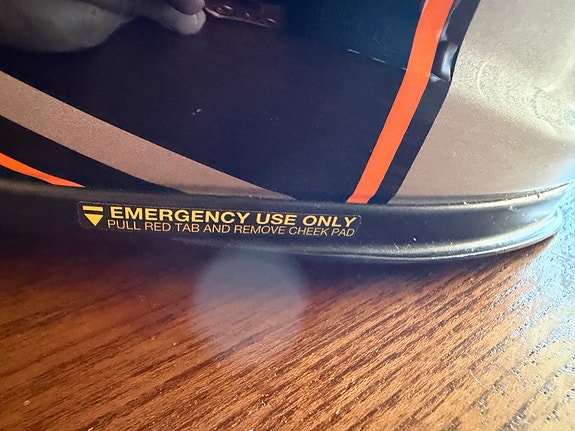 EMERGENCY USE ONLY
PULL RED TAB AND REMOVE CHEEK PAD